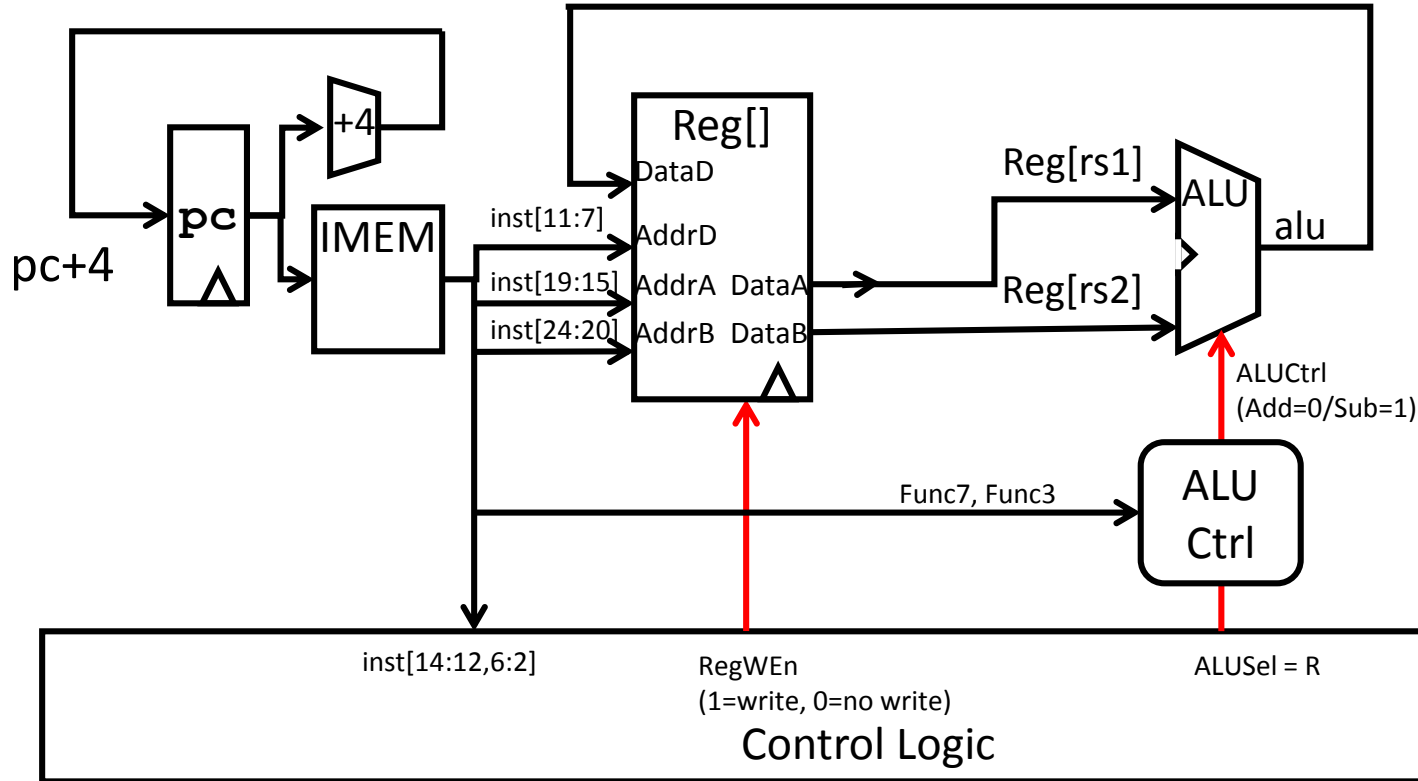 +4
pc
pc+4
IMEM
inst[11:7]
inst[19:15]
inst[24:20]
Reg[]
DataD
AddrD
AddrA
DataA
AddrB
DataB
Reg[rs1]
Reg[rs2]
ALU
alu
ALUCtrl
(Add=0/Sub=1)
Func7, Func3
ALU
Ctrl
inst[14:12,6:2]
RegWEn
(1=write, 0=no write)
ALUSel = R
Control Logic